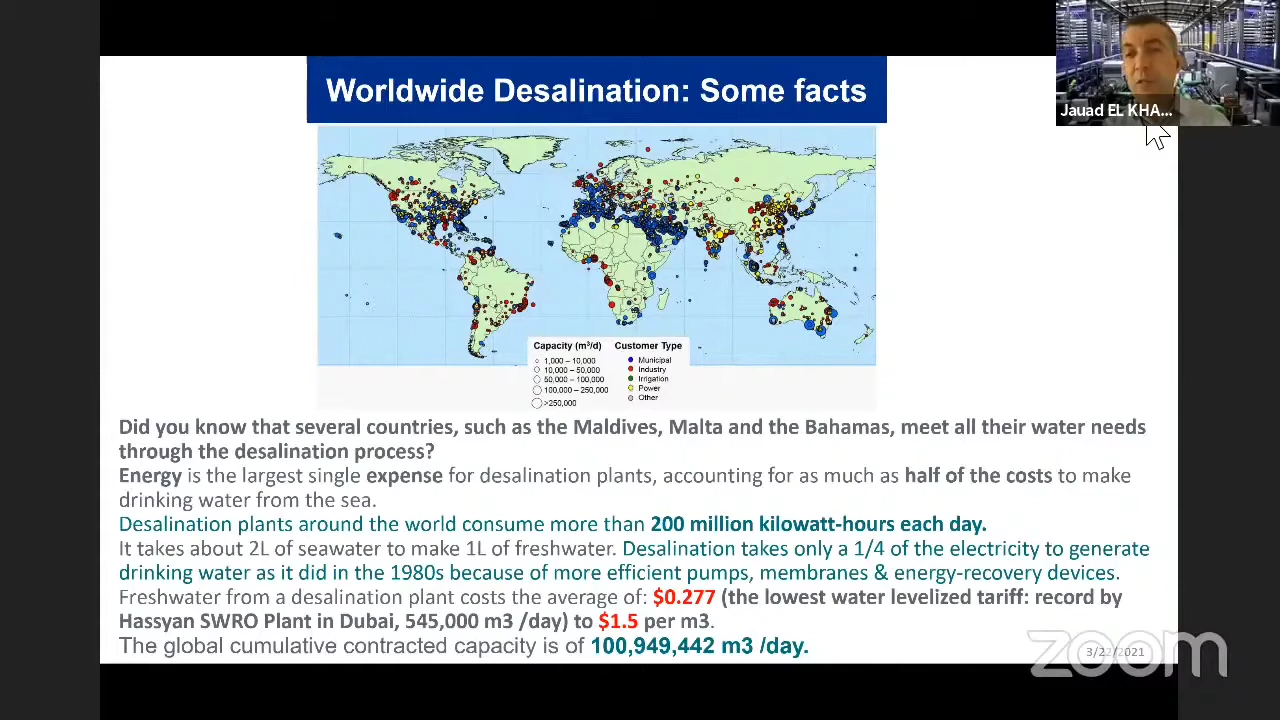 Worldwide Desalination: Some facts
Jauad EL KHA...
Capacity (m³/d)
1,000 – 10,000
10,000 – 50,000
50,000 – 100,000
100,000 – 250,000
>250,000
Customer Type
Municipal
Industry
Irrigation
Power
Other
Did you know that several countries, such as the Maldives, Malta and the Bahamas, meet all their water needs
through the desalination process?
Energy is the largest single expense for desalination plants, accounting for as much as half of the costs to make
drinking water from the sea.
Desalination plants around the world consume more than 200 million kilowatt-hours each day.
It takes about 2L of seawater to make 1L of freshwater. Desalination takes only a 1/4 of the electricity to generate
drinking water as it did in the 1980s because of more efficient pumps, membranes & energy-recovery devices.
Freshwater from a desalination plant costs the average of: $0.277 (the lowest water levelized tariff: record by
Hassyan SWRO Plant in Dubai, 545,000 m3 /day) to $1.5 per m3.
The global cumulative contracted capacity is of 100,949,442 m3 /day.
3/22/2021
zoom